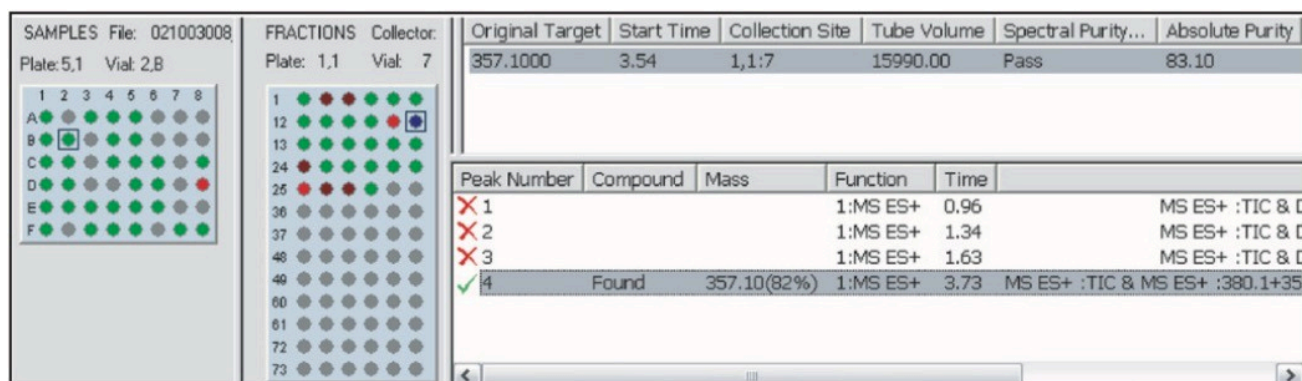 SAMPLES File: 021003008
Plate: 5,1 Vial: 2,B
1 2 3 4 5 6 7 8
A
B
C
D
E
F
FRACTIONS Collector:
Plate: 1,1 Vial: 7
1
12
13
24
25
36
37
48
49
60
61
72
73
Original Target Start Time Collection Site Tube Volume Spectral Purity... Absolute Purity
357.1000 3.54 1,1:7 15990.00 Pass 83.10
Peak Number Compound Mass Function Time
1 1:MS ES+ 0.96 MS ES+ :TIC & D
2 1:MS ES+ 1.34 MS ES+ :TIC & D
3 1:MS ES+ 1.63 MS ES+ :TIC & D
4 Found 357.10(82%) 1:MS ES+ 3.73 MS ES+ :TIC & MS ES+ :380.1+35